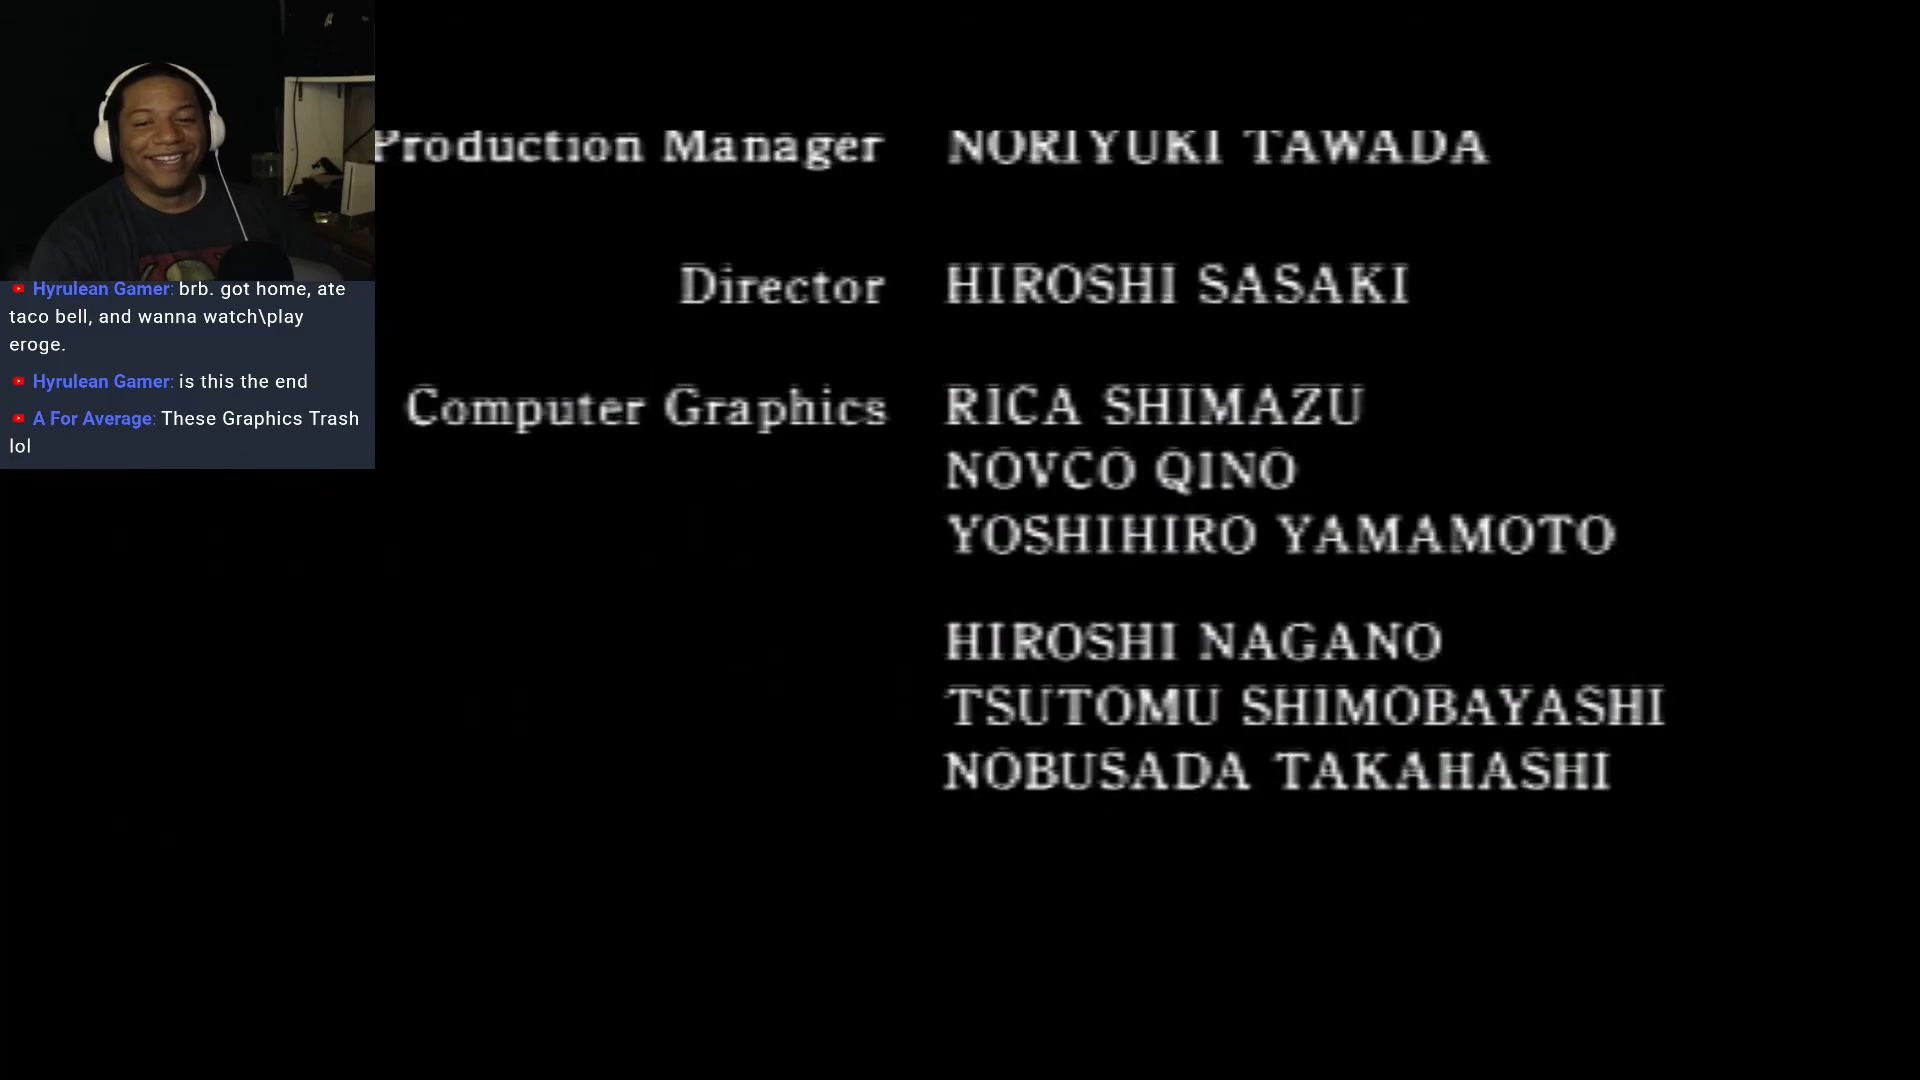 Production Manager NORIYUKI TAWADA
Director HIROSHI SASAKI
Computer Graphics RICA SHIMAZU
NOVCO QINO
YOSHIHIRO YAMAMOTO
HIROSHI NAGANO
TSUTOMU SHIMOBAYASHI
NOBUSADA TAKAHASHI
Hyrulean Gamer: brb. got home, ate
taco bell, and wanna watch\play
eroge.
Hyrulean Gamer: is this the end
A For Average: These Graphics Trash
lol